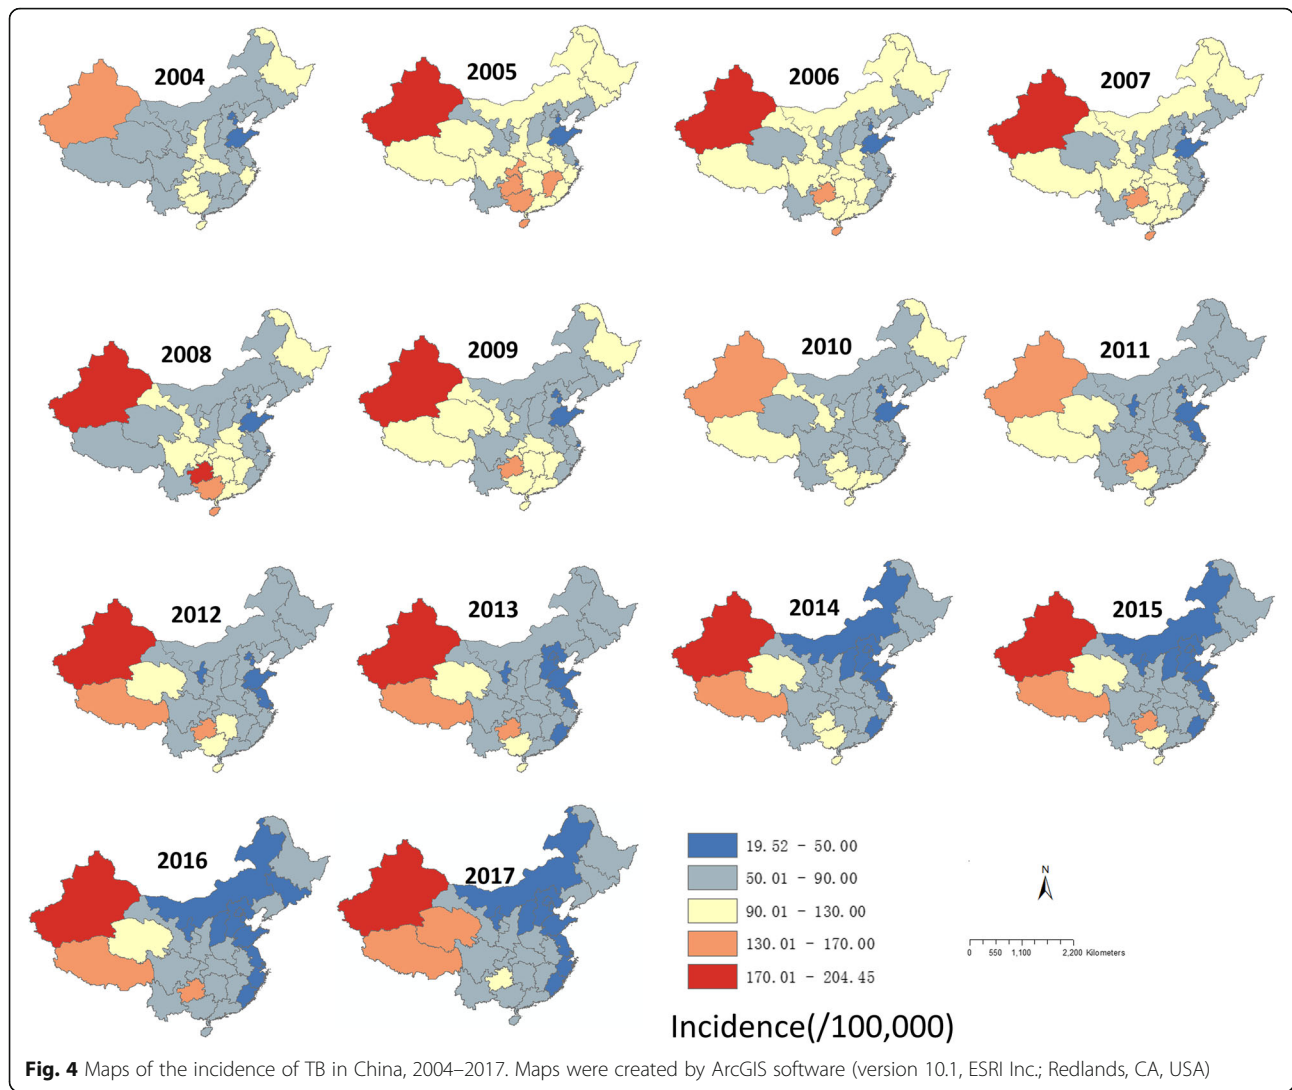 2004
2005
2006
2007
2008
2009
2010
2011
2012
2013
2014
2015
2016
2017
19.52 - 50.00
50.01 - 90.00
90.01 - 130.00
130.01 - 170.00
170.01 - 204.45
Incidence(/100,000)
N
0 550 1,100 2,200 Kilometers
Fig. 4 Maps of the incidence of TB in China, 2004–2017. Maps were created by ArcGIS software (version 10.1, ESRI Inc.; Redlands, CA, USA)